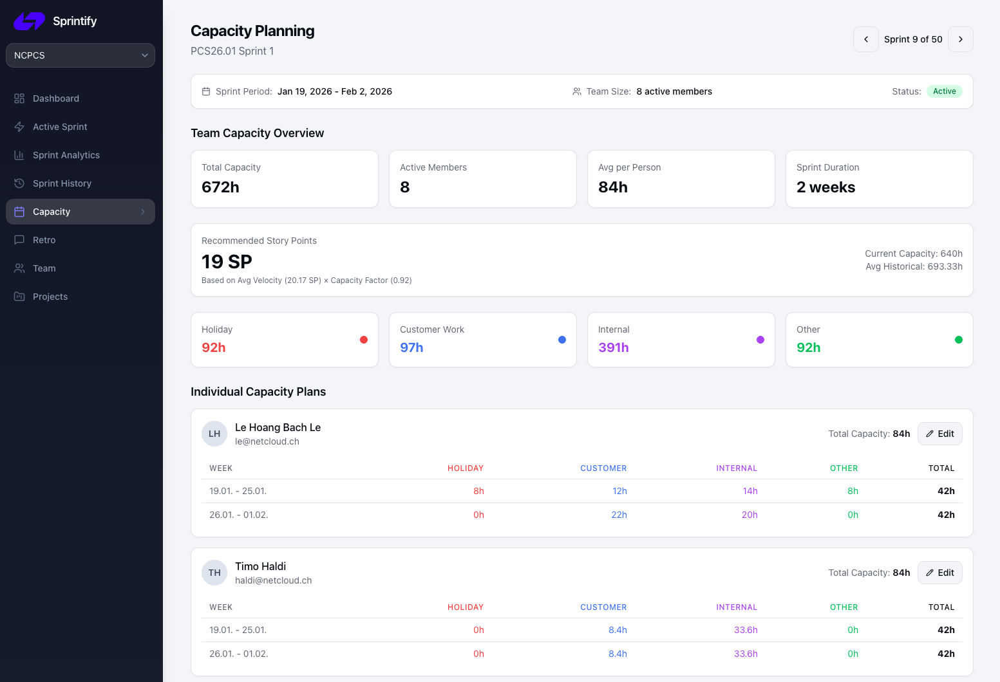 Sprintify
NCPCS
Dashboard
Active Sprint
Sprint Analytics
Sprint History
Capacity
Retro
Team
Projects
Capacity Planning
PCS26.01 Sprint 1
Sprint 9 of 50
Sprint Period: Jan 19, 2026 - Feb 2, 2026
Team Size: 8 active members
Status: Active
Team Capacity Overview
Total Capacity
672h
Active Members
8
Avg per Person
84h
Sprint Duration
2 weeks
Recommended Story Points
19 SP
Based on Avg Velocity (20.17 SP) × Capacity Factor (0.92)
Current Capacity: 640h
Avg Historical: 693.33h
Holiday
92h
Customer Work
97h
Internal
391h
Other
92h
Individual Capacity Plans
LH
Le Hoang Bach Le
le@netcloud.ch
Total Capacity: 84h
Edit
WEEK HOLIDAY CUSTOMER INTERNAL OTHER TOTAL
19.01. - 25.01. 8h 12h 14h 8h 42h
26.01. - 01.02. 0h 22h 20h 0h 42h
TH
Timo Haldi
haldi@netcloud.ch
Total Capacity: 84h
Edit
WEEK HOLIDAY CUSTOMER INTERNAL OTHER TOTAL
19.01. - 25.01. 0h 8.4h 33.6h 0h 42h
26.01. - 01.02. 0h 8.4h 33.6h 0h 42h